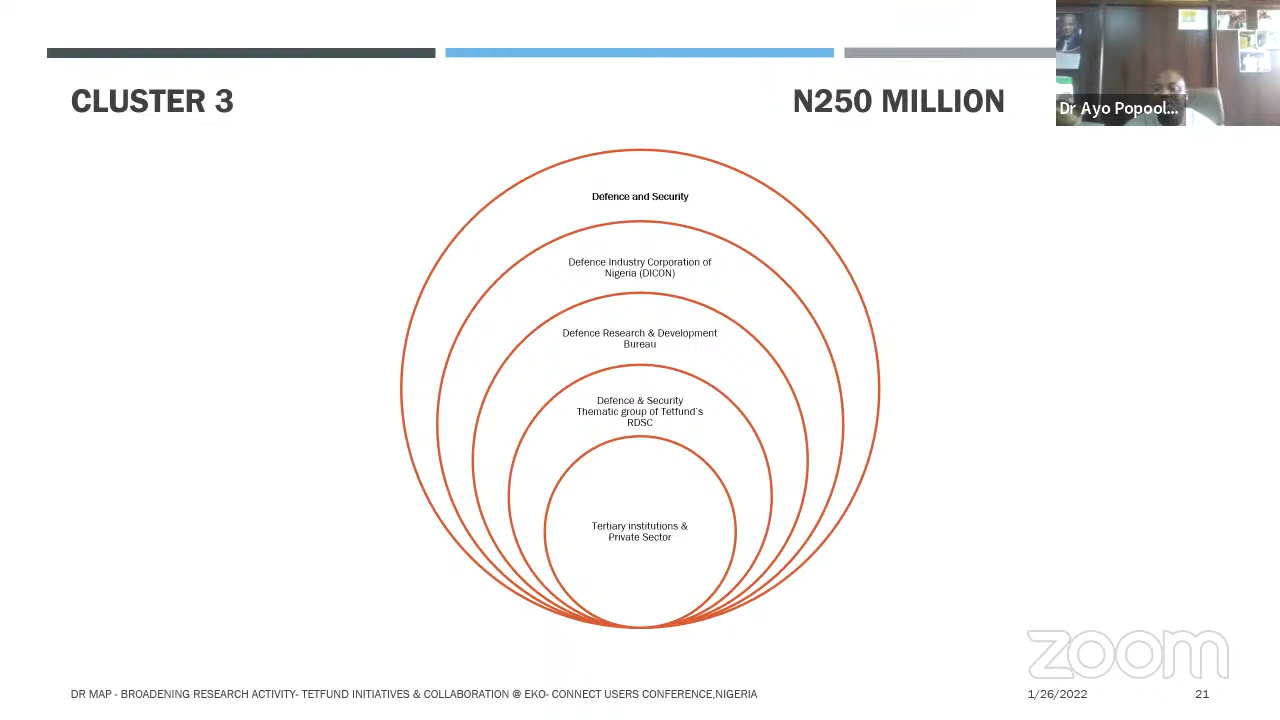 CLUSTER 3
N250 MILLION
Dr Ayo Popool...
Defence and Security
Defence Industry Corporation of
Nigeria (DICON)
Defence Research & Development
Bureau
Defence & Security
Thematic group of Tetfund's
RDSC
Tertiary institutions &
Private Sector
zoom
DR MAP - BROADENING RESEARCH ACTIVITY- TETFUND INITIATIVES & COLLABORATION @ EKO- CONNECT USERS CONFERENCE,NIGERIA
1/26/2022
21